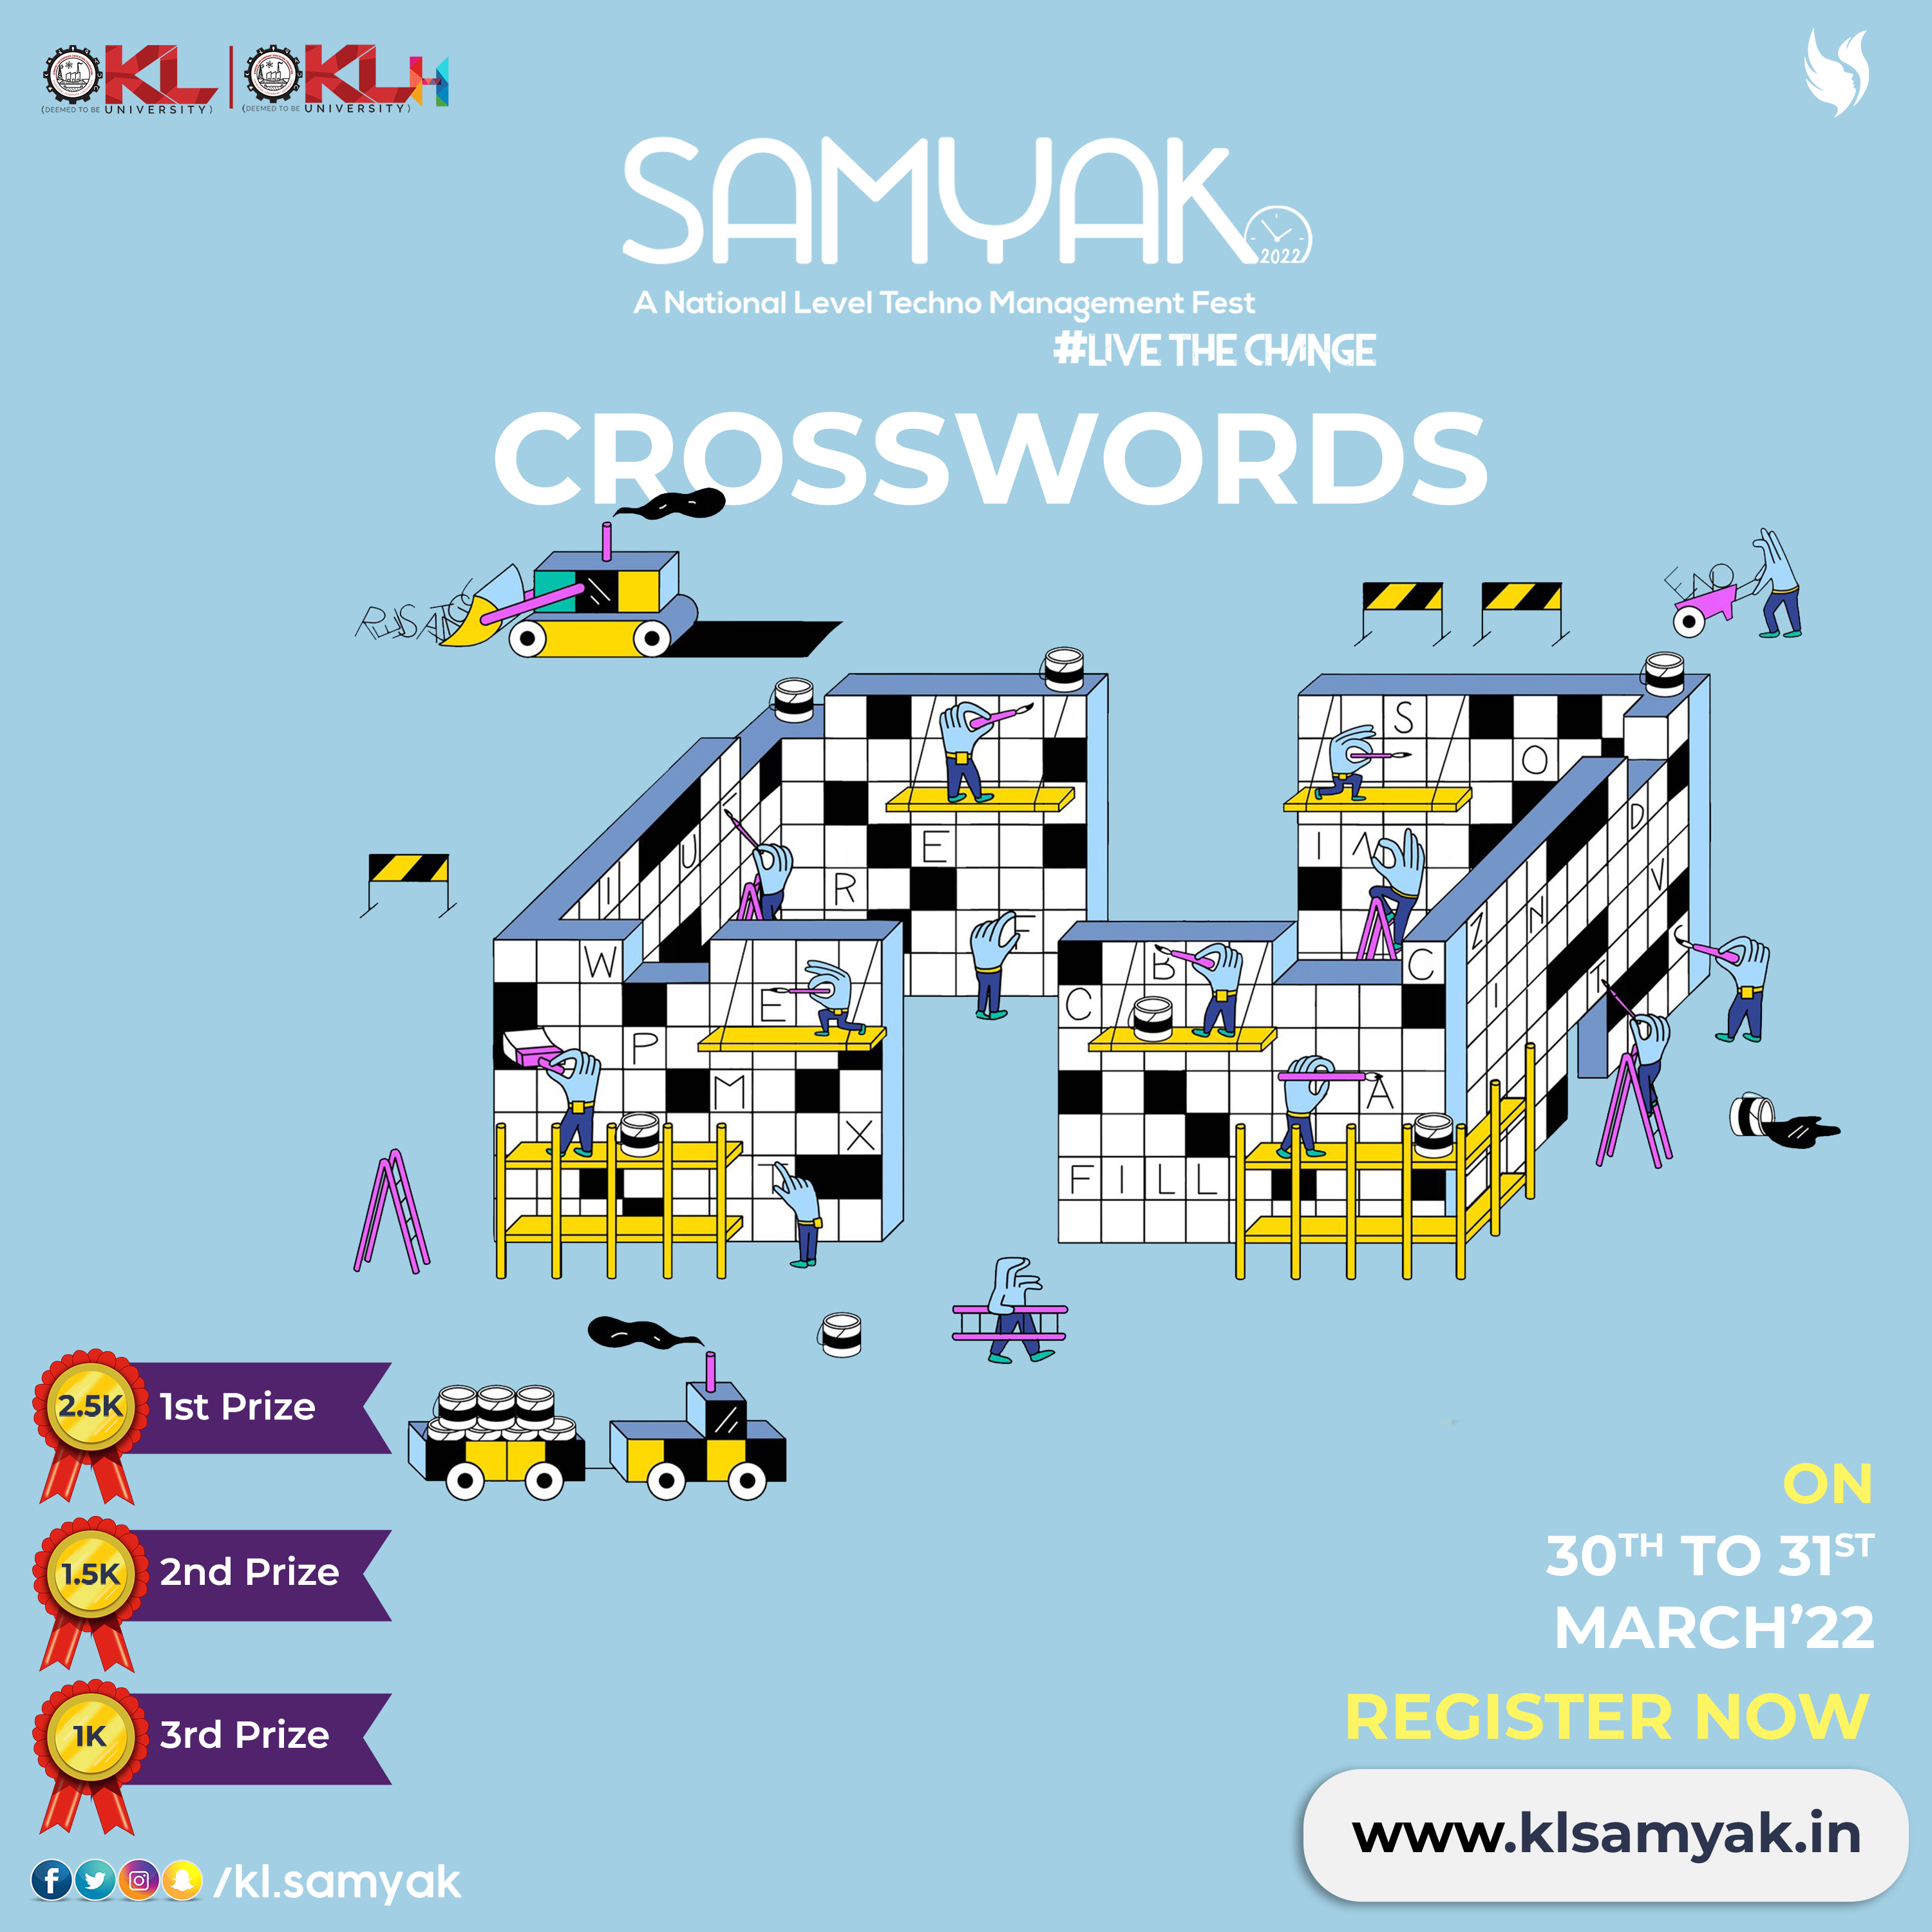 KL | KLH
(DEEMED TO BE UNIVERSITY) (DEEMED TO BE UNIVERSITY)
SAMYAK
2022
A National Level Techno Management Fest
#LIVE THE CHANGE
CROSSWORDS
END
S
O
I U
E
R
I N
D
V
Z N
I
W
E
P
M
X
T
B
C
C
A
FILL
2.5K 1st Prize
1.5K 2nd Prize
1K 3rd Prize
ON
30TH TO 31ST
MARCH'22
REGISTER NOW
www.klsamyak.in
/kl.samyak